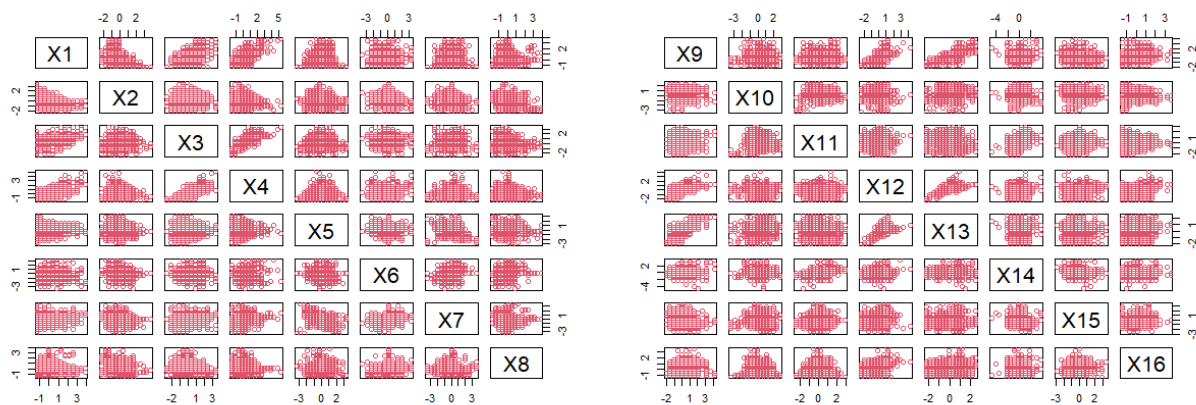 -2 0 2 -1 2 5 -3 0 3 -1 1 3 -3 0 2 -1 1 3 -4 0 -1 1 3
X1 -1 2 X9 -2 2
-2 2 X2 -3 1 X10
X3 -2 2 X11 -2 2
-1 3 X4 -2 2 X12
X5 -3 1 X13 -2 1
-3 1 X6 -4 2 X14
X7 -3 1 X15 -3 1
-1 3 X8 -1 2 X16
-1 1 3 -2 1 3 -2 0 2 -3 0 -2 1 -2 0 2 -2 0 2 -3 0 2